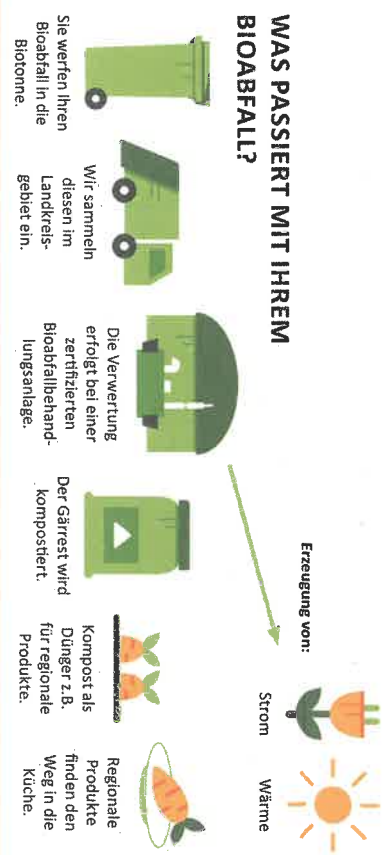 WAS PASSIERT MIT IHREM
BIOABFALL?
Erzeugung von:
Strom
Wärme
Sie werfen Ihren
Bioabfall in die
Biotonne.
Wir sammeln
diesen im
Landkreis-
gebiet ein.
Die Verwertung
erfolgt bei einer
zertifizierten
Bioabfallbehand-
lungsanlage.
Der Gärrest wird
kompostiert.
Kompost als
Dünger z.B.
für regionale
Produkte.
Regionale
Produkte
finden den
Weg in die
Küche.